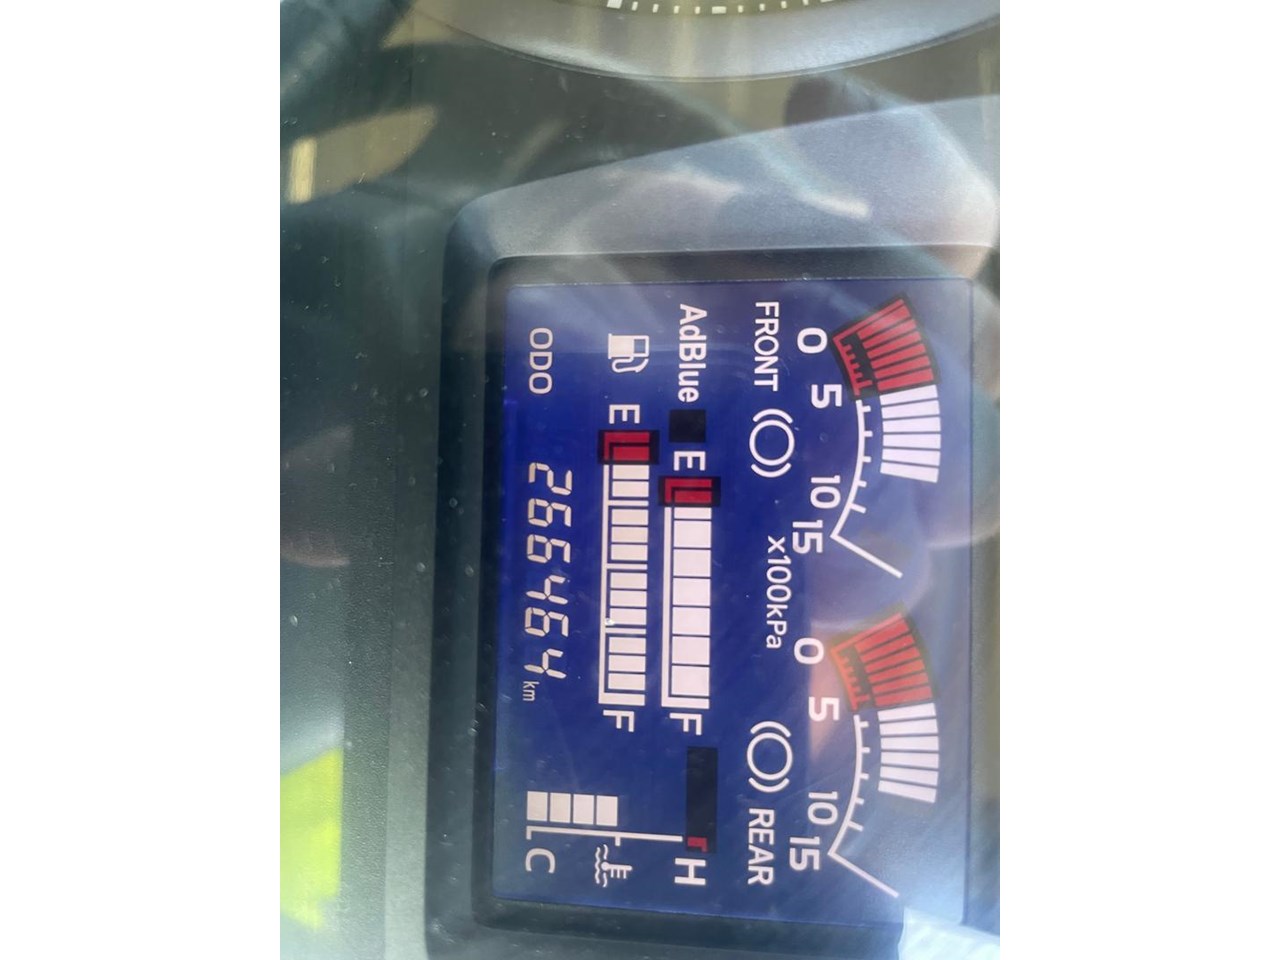 0 5 10 15 0 5 10 15
FRONT x100kPa REAR
AdBlue E F H
E F
ODO 266464 km C